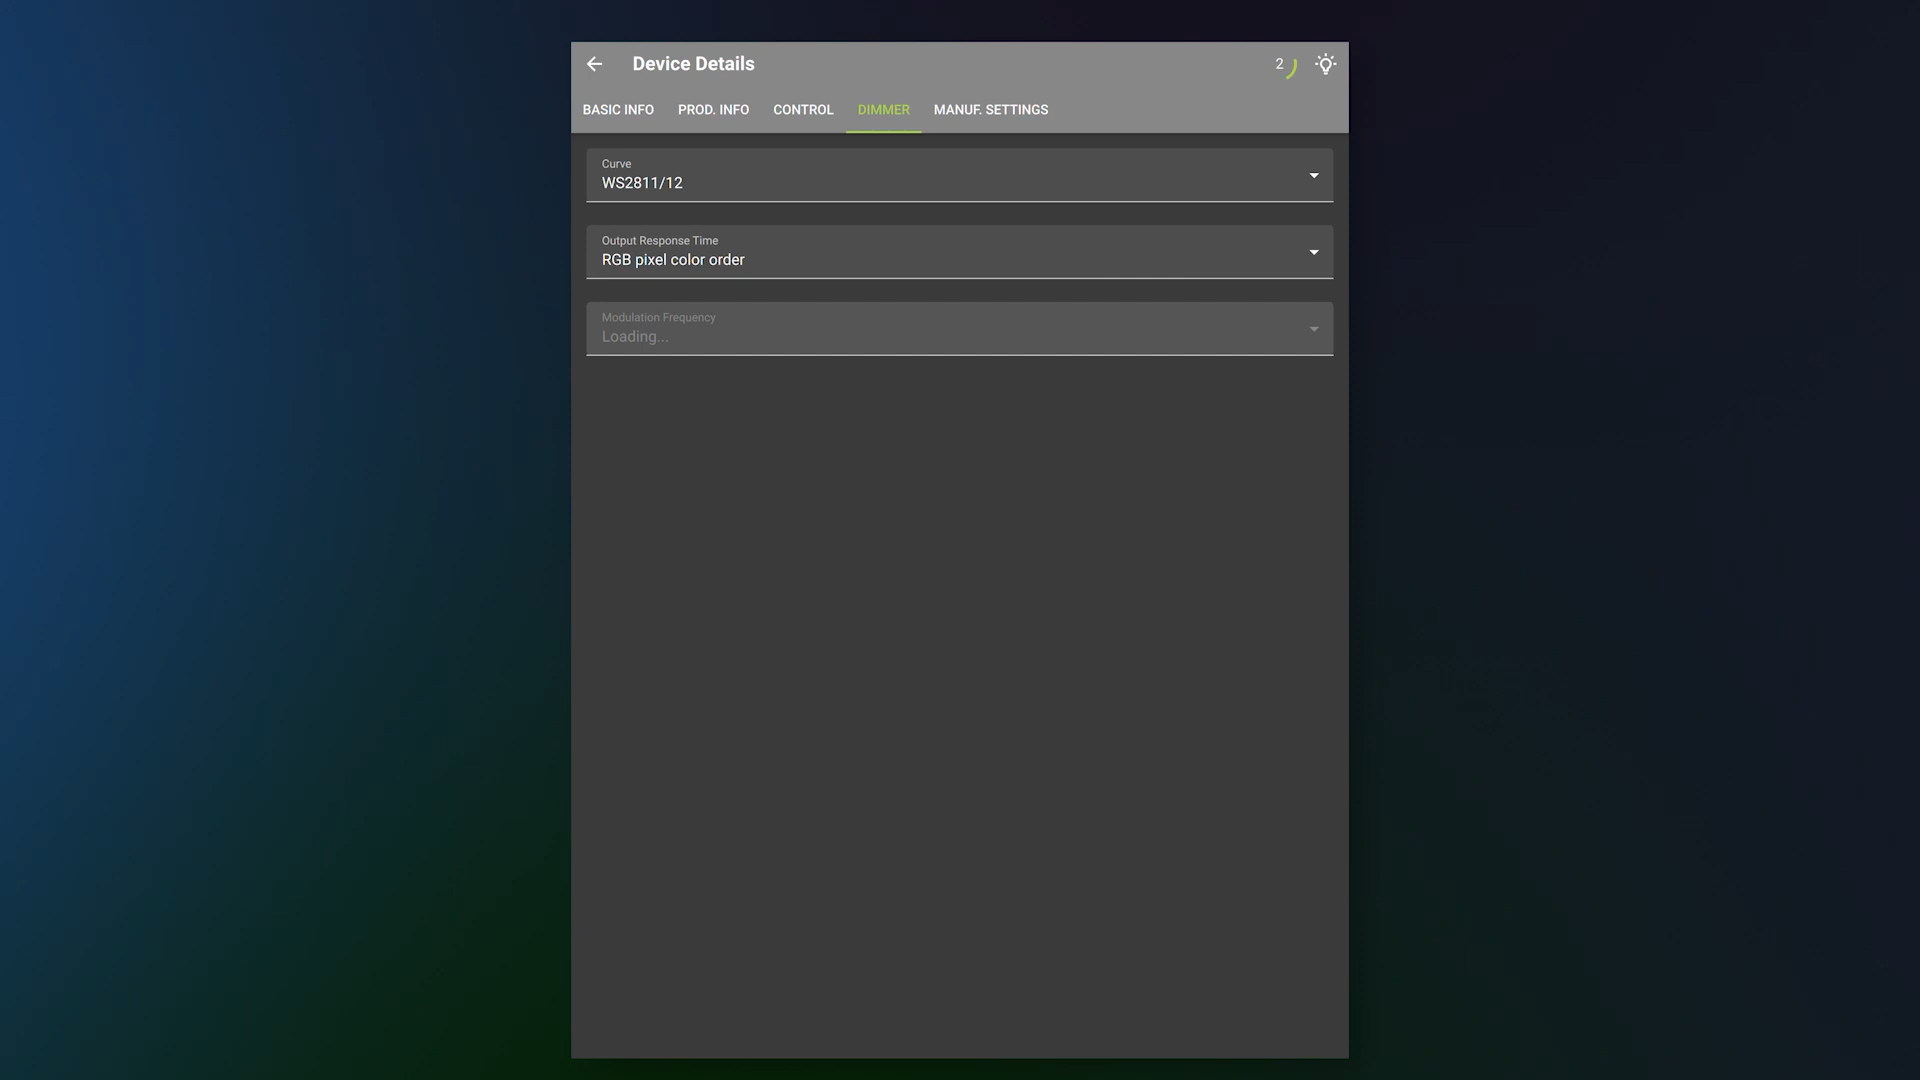 Device Details
2
BASIC INFO PROD. INFO CONTROL DIMMER MANUF. SETTINGS
Curve
WS2811/12
Output Response Time
RGB pixel color order
Modulation Frequency
Loading...